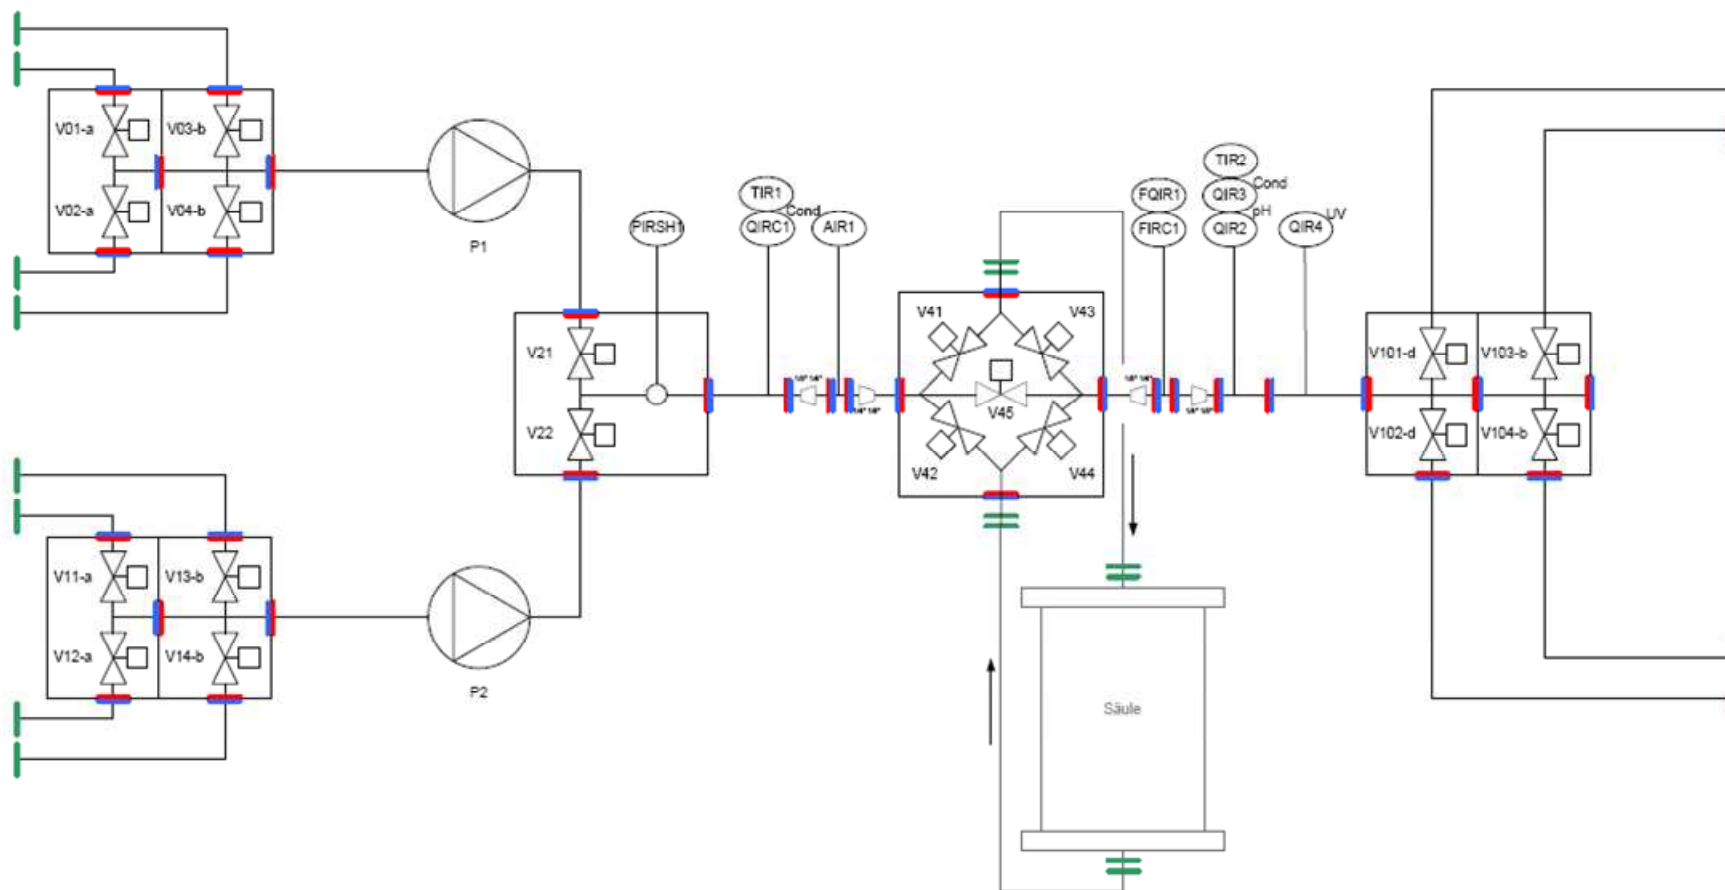 V01-a
V03-b
V02-a
V04-b
P1
TIR1
QIRC1
Cond
PIRSH1
AIR1
FQIR1
FIRC1
TIR2
QIR3
Cond
QIR2
pH
QIR4
UV
V21
V22
V41
V43
V45
V42
V44
V101-d
V103-b
V102-d
V104-b
V11-a
V13-b
V12-a
V14-b
P2
Säule